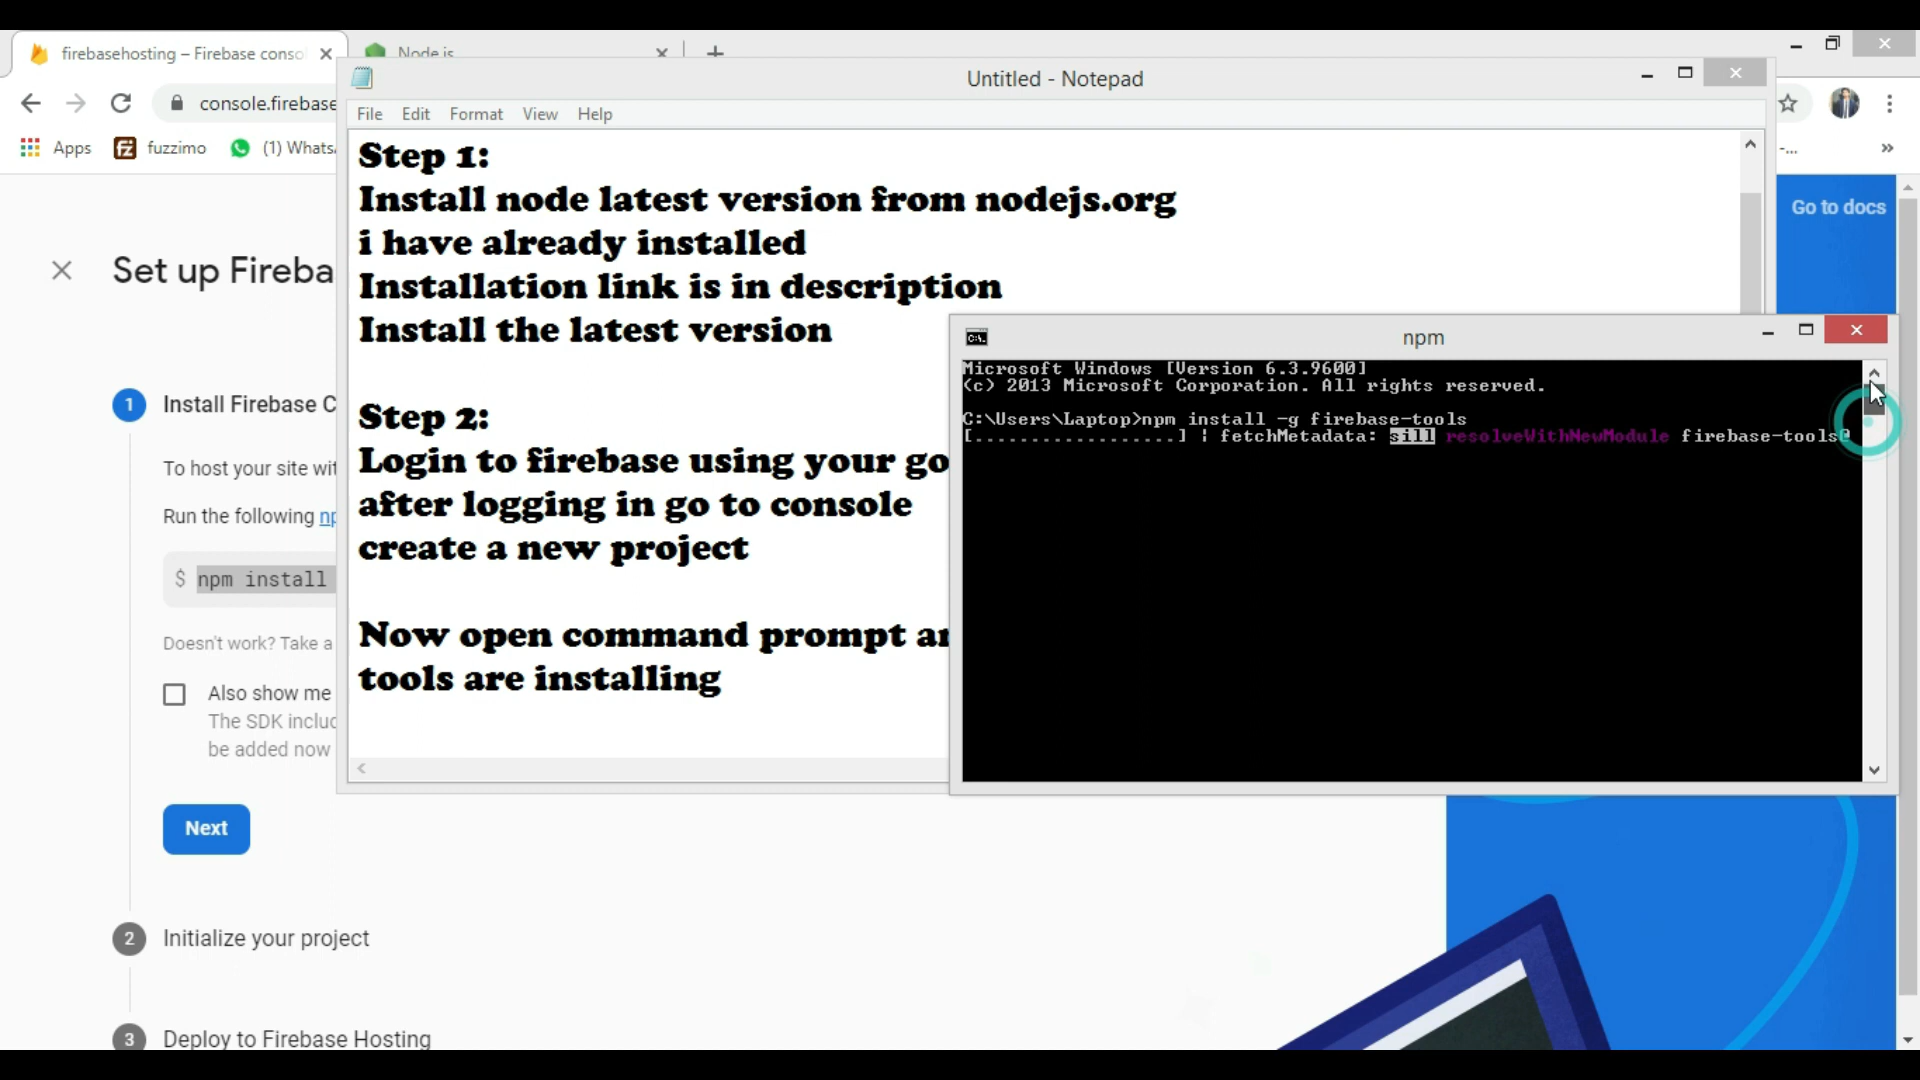 firebasehosting – Firebase conso
Node.js
Untitled - Notepad
console.firebase
File Edit Format View Help
Apps fuzzimo (1) Whats
-...
»
Step 1:
Install node latest version from nodejs.org
i have already installed
Installation link is in description
Install the latest version
Step 2:
Login to firebase using your go
after logging in go to console
create a new project
Now open command prompt an
tools are installing
Go to docs
Set up Fireba
1 Install Firebase C
To host your site wit
Run the following np
$ npm install
Doesn't work? Take a
Also show me
The SDK includ
be added now
Next
2 Initialize your project
3 Deploy to Firebase Hosting
npm
Microsoft Windows [Version 6.3.9600]
(c) 2013 Microsoft Corporation. All rights reserved.
C:\Users\Laptop>npm install -g firebase-tools
[..................] | fetchMetadata: sill resolveWithNewModule firebase-tools@